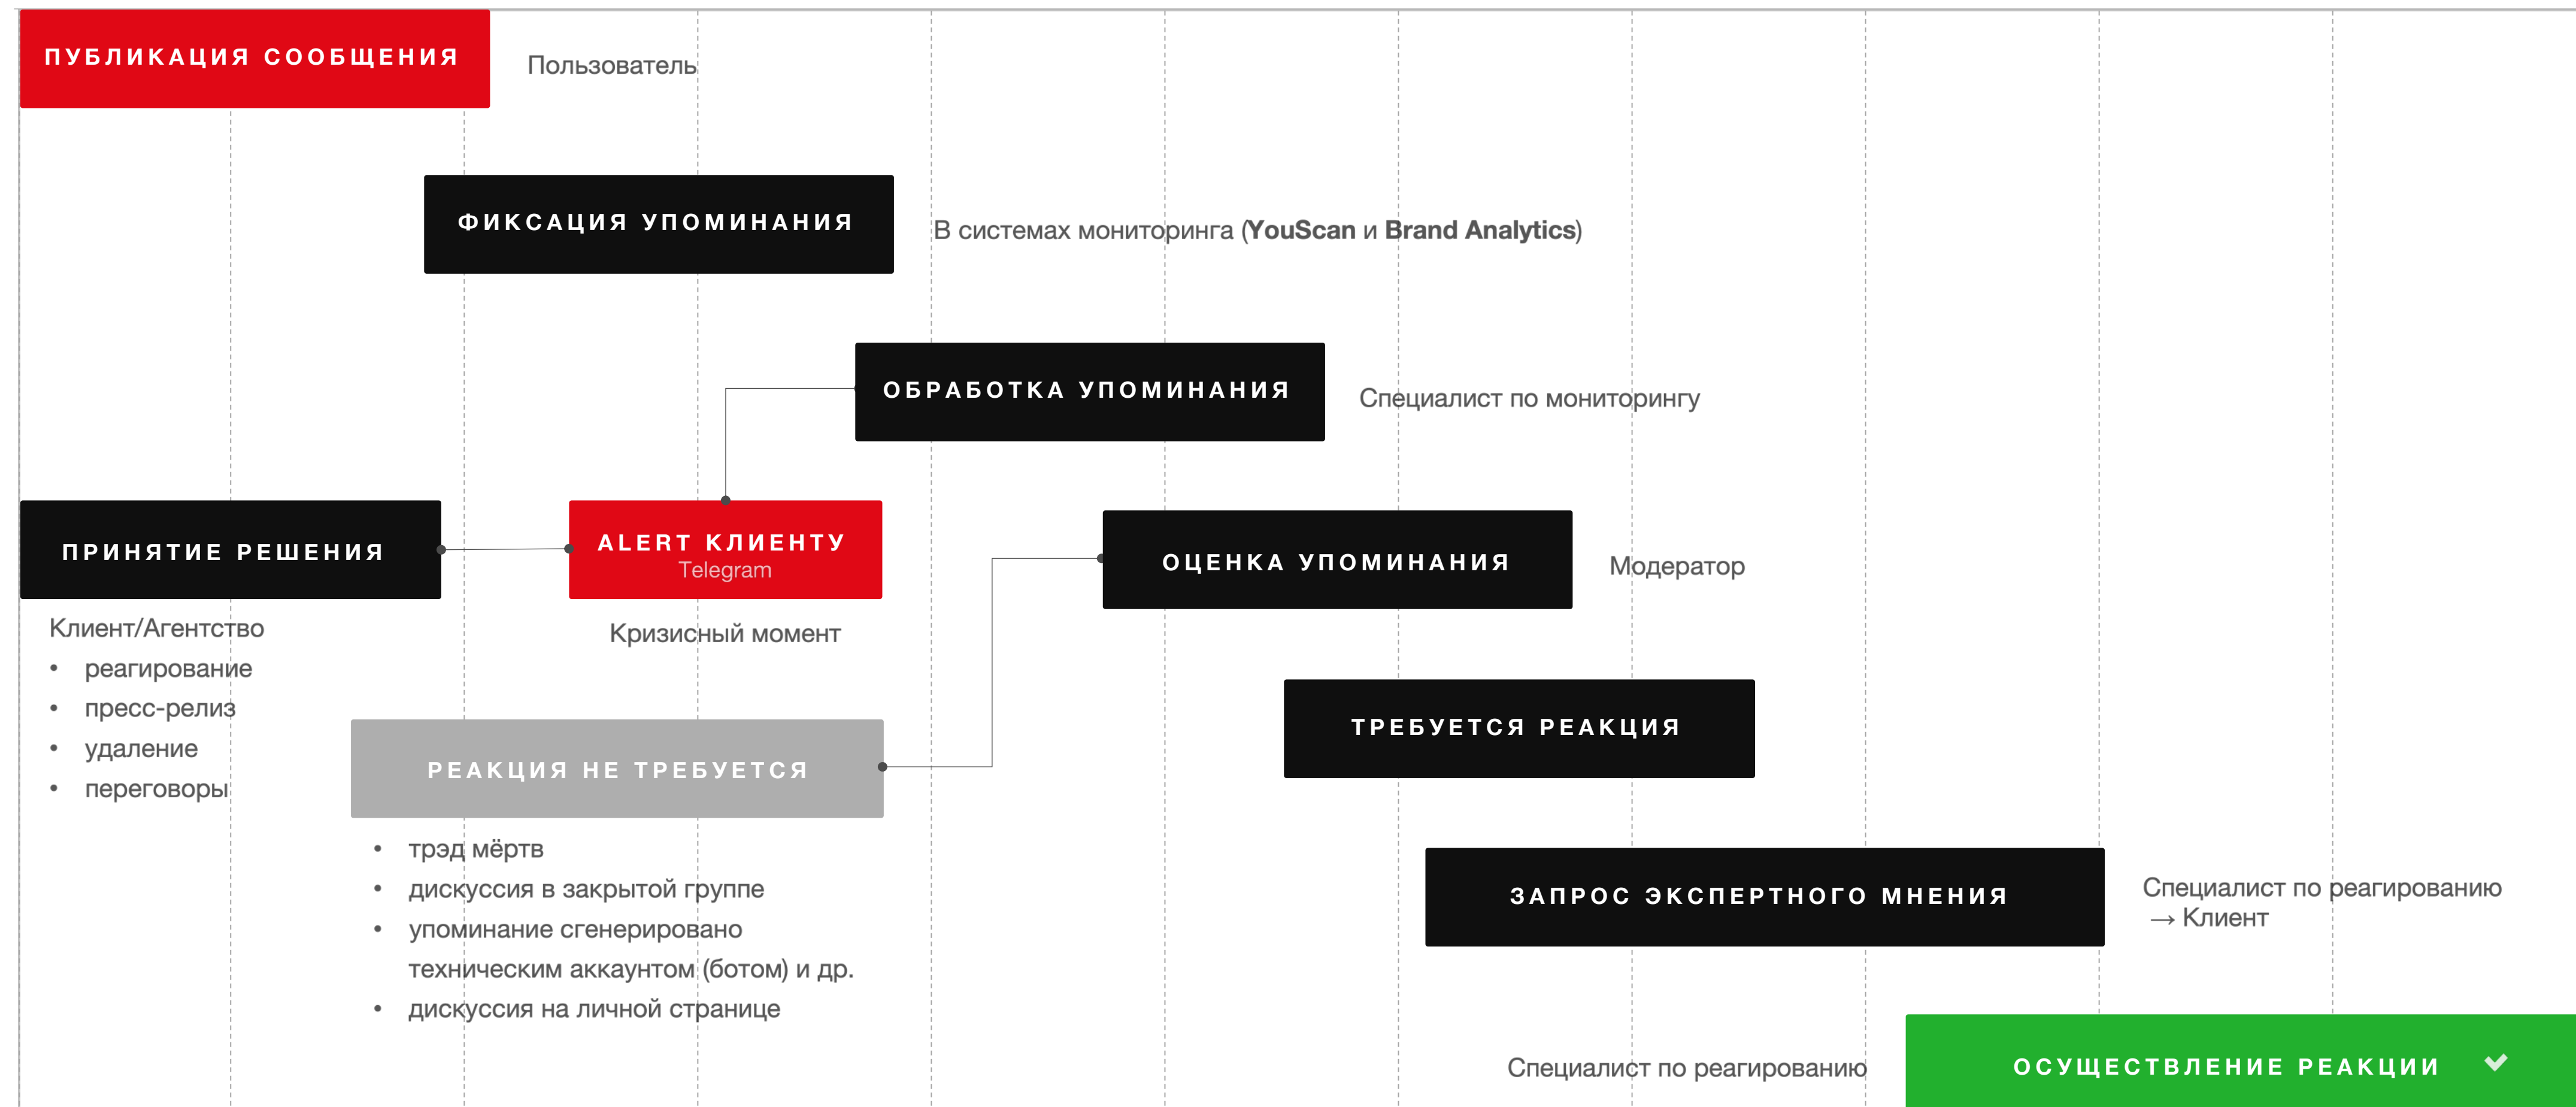 ПУБЛИКАЦИЯ СООБЩЕНИЯ
Пользователь
ФИКСАЦИЯ УПОМИНАНИЯ
В системах мониторинга (YouScan и Brand Analytics)
ОБРАБОТКА УПОМИНАНИЯ
Специалист по мониторингу
ПРИНЯТИЕ РЕШЕНИЯ
Клиент/Агентство
• реагирование
• пресс-релиз
• удаление
• переговоры
ALERT КЛИЕНТУ
Telegram
Кризисный момент
ОЦЕНКА УПОМИНАНИЯ
Модератор
РЕАКЦИЯ НЕ ТРЕБУЕТСЯ
• трэд мёртв
• дискуссия в закрытой группе
• упоминание сгенерировано
техническим аккаунтом (ботом) и др.
• дискуссия на личной странице
ТРЕБУЕТСЯ РЕАКЦИЯ
ЗАПРОС ЭКСПЕРТНОГО МНЕНИЯ
Специалист по реагированию
→ Клиент
Специалист по реагированию
ОСУЩЕСТВЛЕНИЕ РЕАКЦИИ